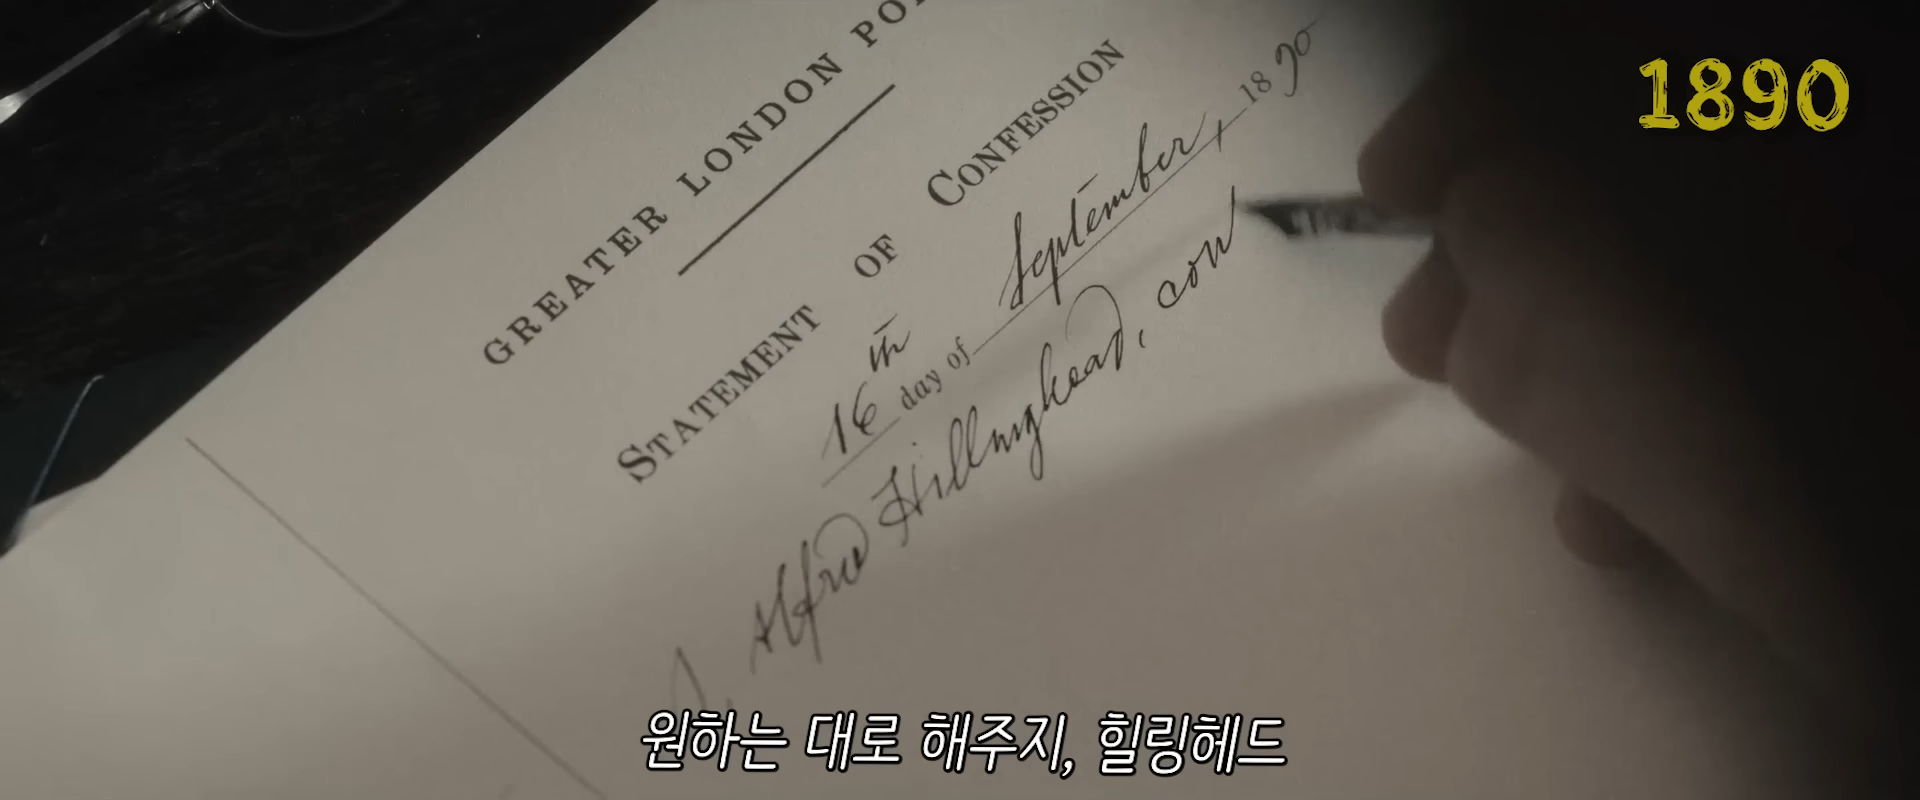 1890
GREATER LONDON
STATEMENT OF CONFESSION
16th day of September, 1890
I, Alfred Hillinghead, con
원하는 대로 해주지, 힐링헤드